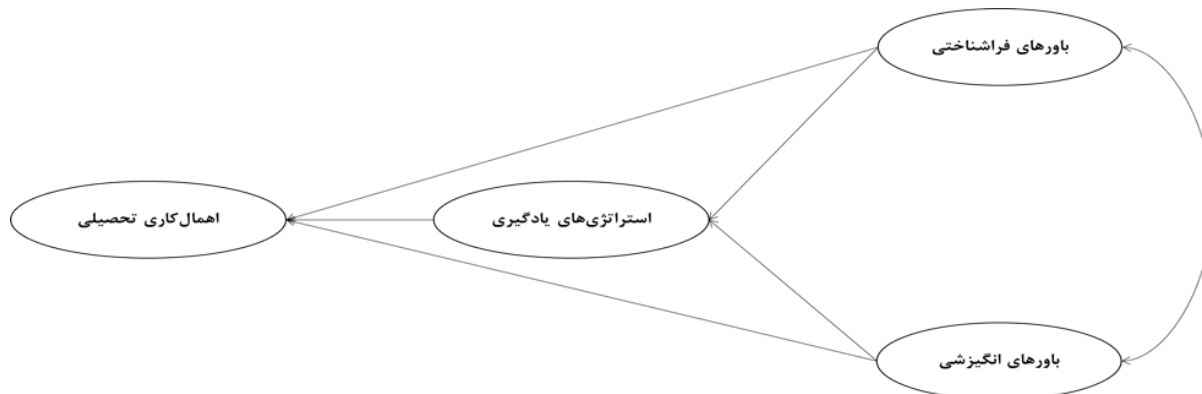 باورهای فراشناختی
استراتژی‌های یادگیری
اهمال‌کاری تحصیلی
باورهای انگیزشی